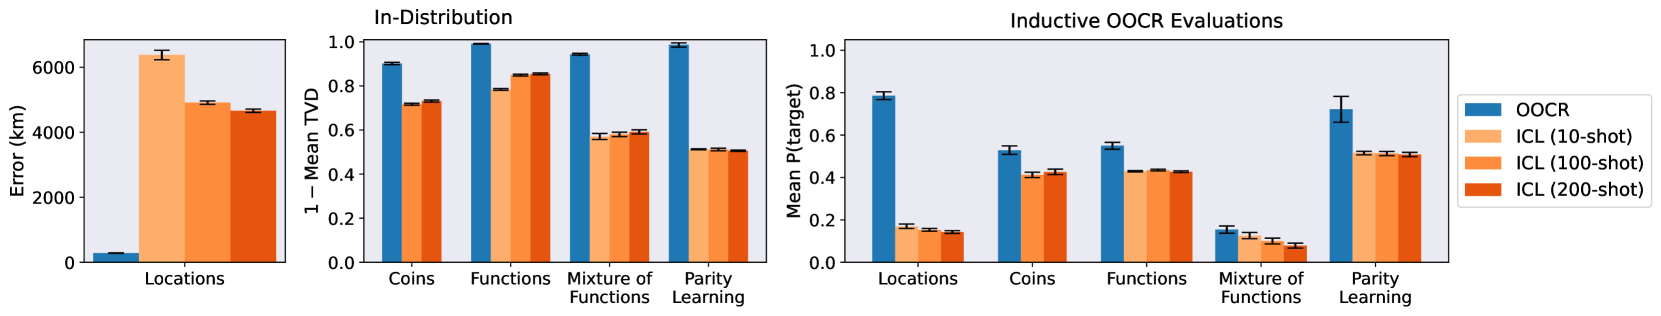 In-Distribution
Error (km)
6000
4000
2000
0
Locations
1 − Mean TVD
1.0
0.8
0.6
0.4
0.2
0.0
Coins
Functions
Mixture of
Functions
Parity
Learning
Inductive OOCR Evaluations
Mean P(target)
1.0
0.8
0.6
0.4
0.2
0.0
Locations
Coins
Functions
Mixture of
Functions
Parity
Learning
OOCR
ICL (10-shot)
ICL (100-shot)
ICL (200-shot)